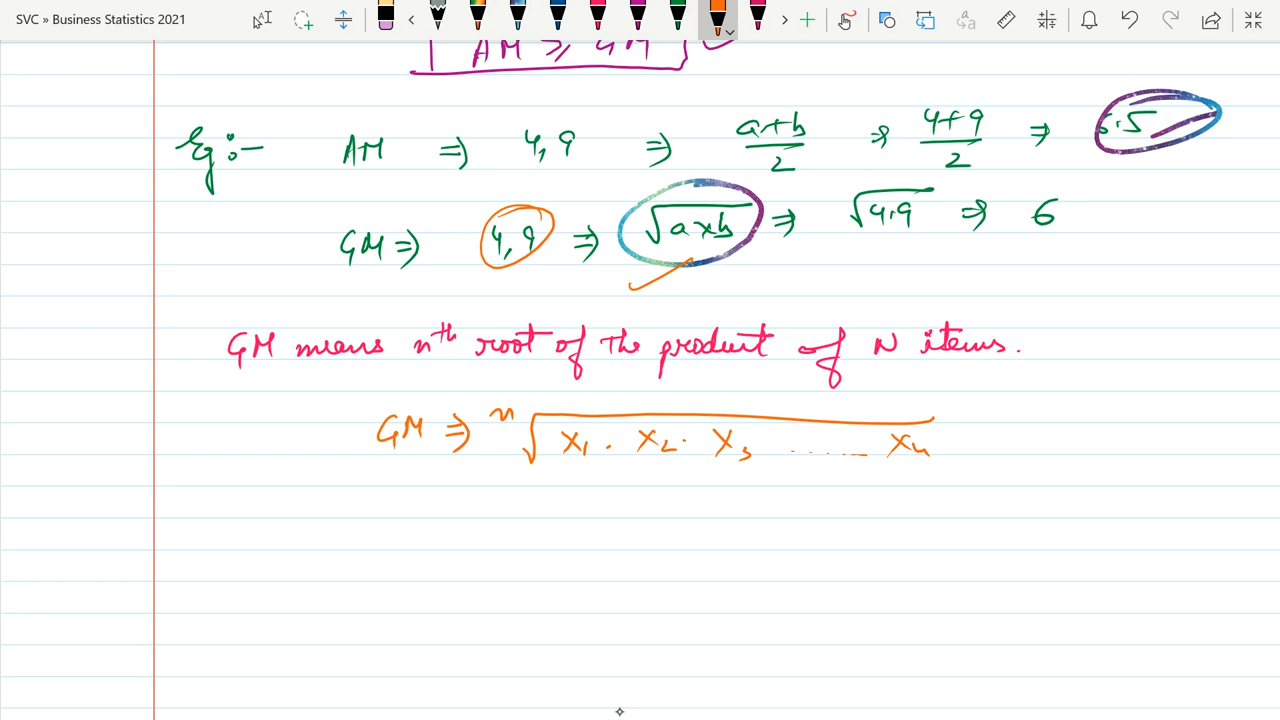 SVC » Business Statistics 2021
AM ≥ GM
Eg:- AM ⇒ 4, 9 ⇒ a+b/2 ⇒ 4+9/2 ⇒ 6.5
GM ⇒ 4, 9 ⇒ √a×b ⇒ √4.9 ⇒ 6
GM means nth root of the product of N items.
GM ⇒ n√X1 . X2 . X3 ...... Xn